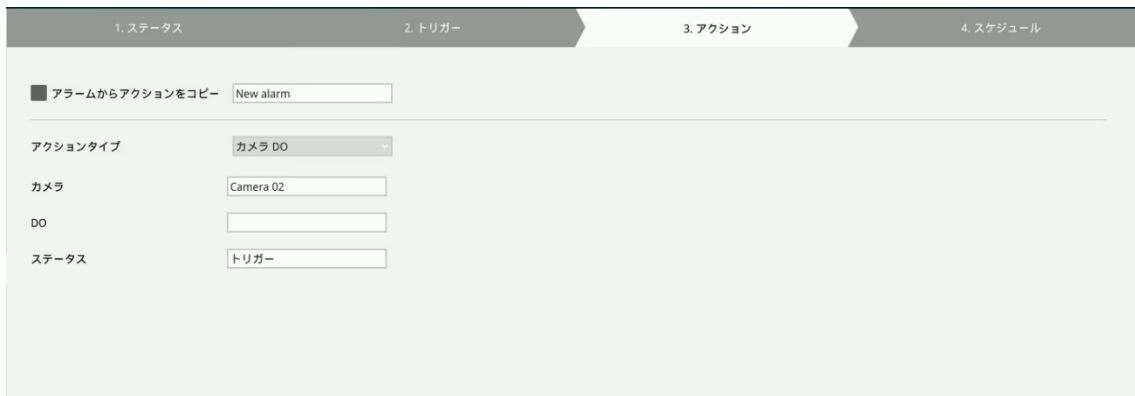 1. ステータス
2. トリガー
3. アクション
4. スケジュール
アラームからアクションをコピー New alarm
アクションタイプ カメラ DO
カメラ Camera 02
DO
ステータス トリガー